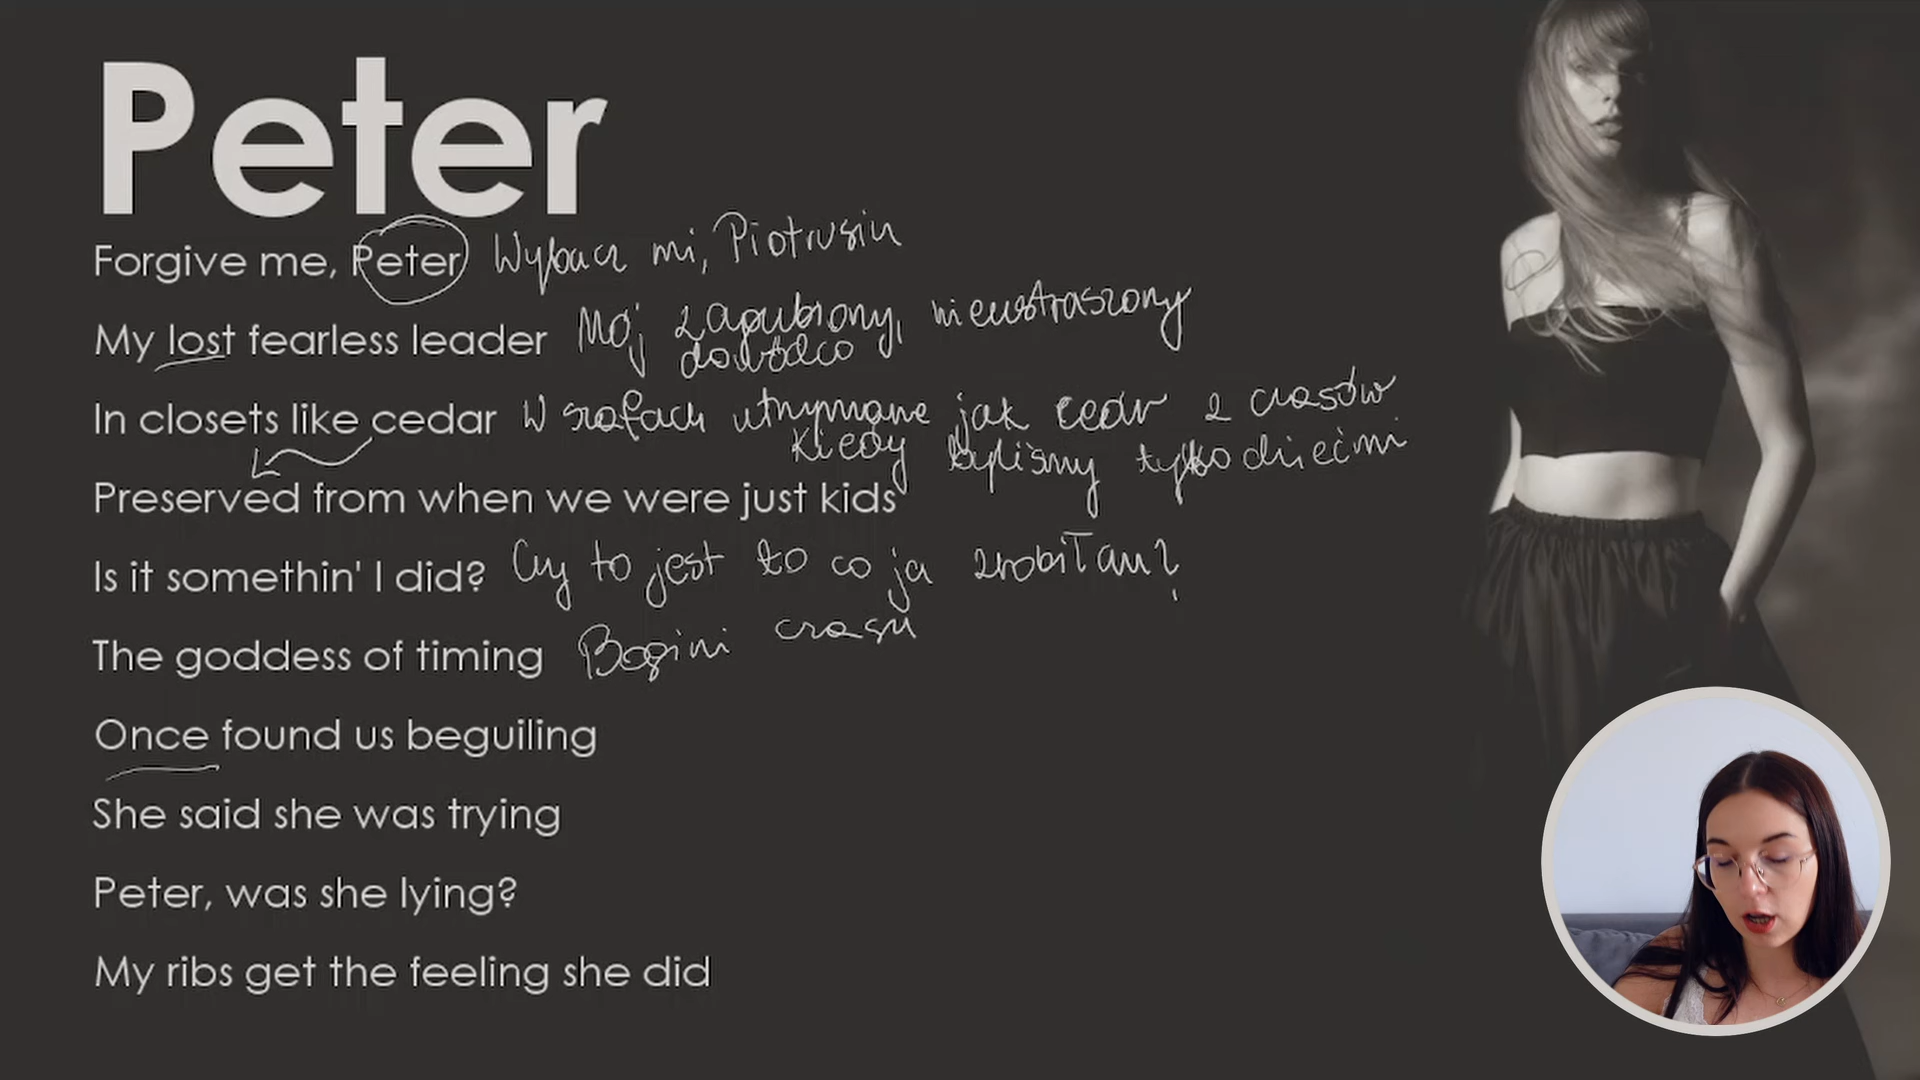 Peter
Forgive me, Peter Wybacz mi, Piotrusiu
My lost fearless leader Mój zagubiony, nieustraszony
dowódco
In closets like cedar W szafach utrzymane jak cedr z czasów
kiedy byliśmy tylko dziećmi
Preserved from when we were just kids
Is it somethin' I did? Czy to jest to co ja zrobiłam?
The goddess of timing Bogini czasu
Once found us beguiling
She said she was trying
Peter, was she lying?
My ribs get the feeling she did